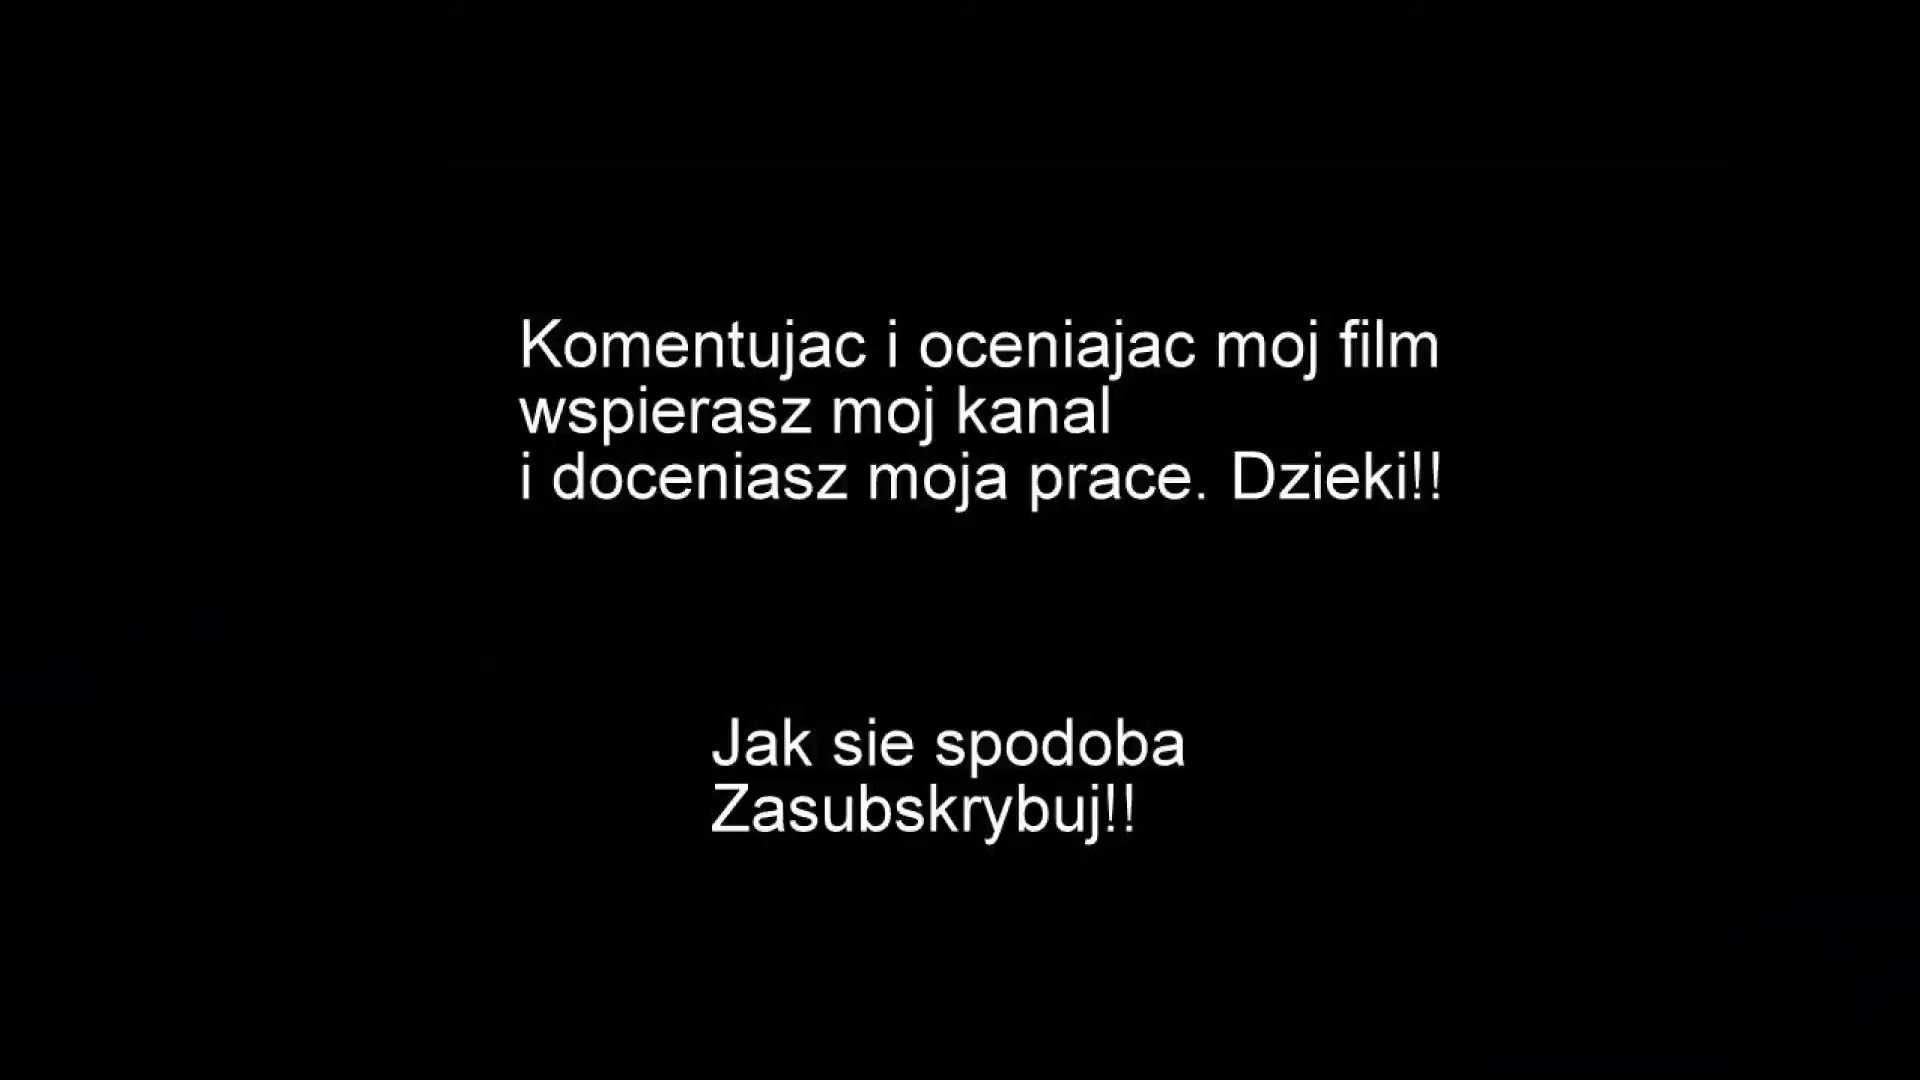 Komentujac i oceniajac moj film
wspierasz moj kanal
i doceniasz moja prace. Dzieki!!
Jak sie spodoba
Zasubskrybuj!!